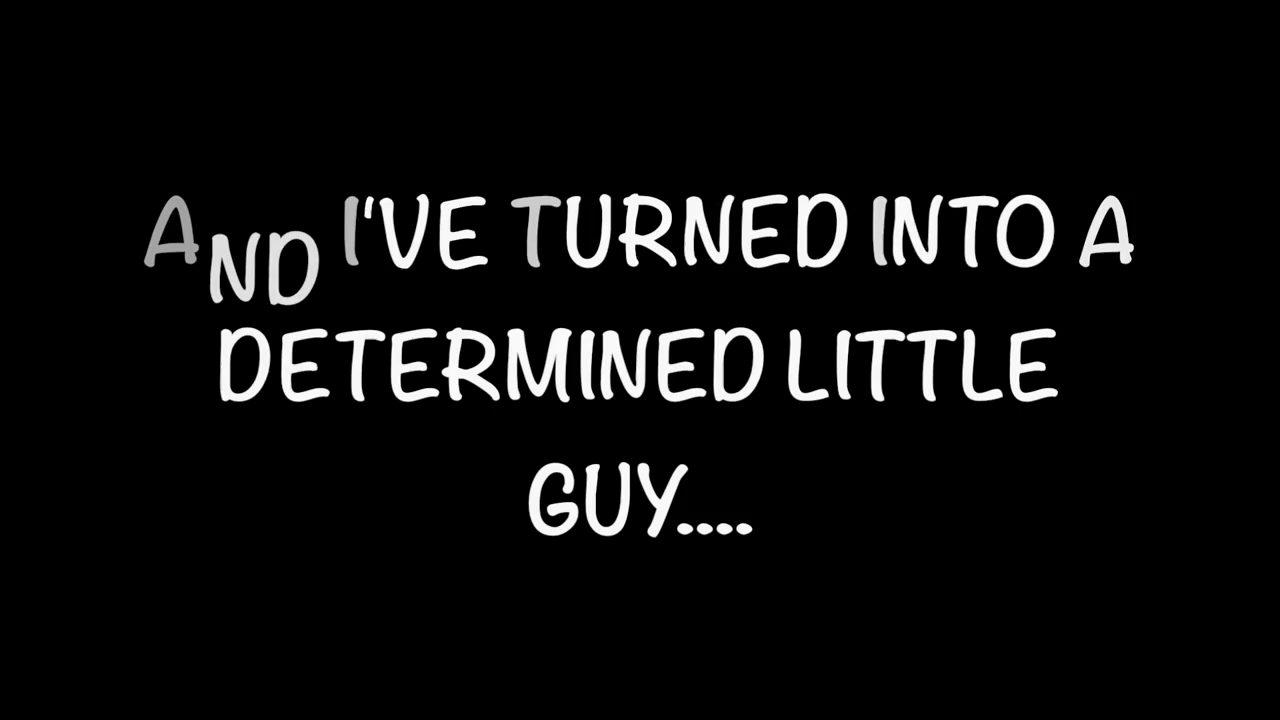 AND I'VE TURNED INTO A
DETERMINED LITTLE
GUY....